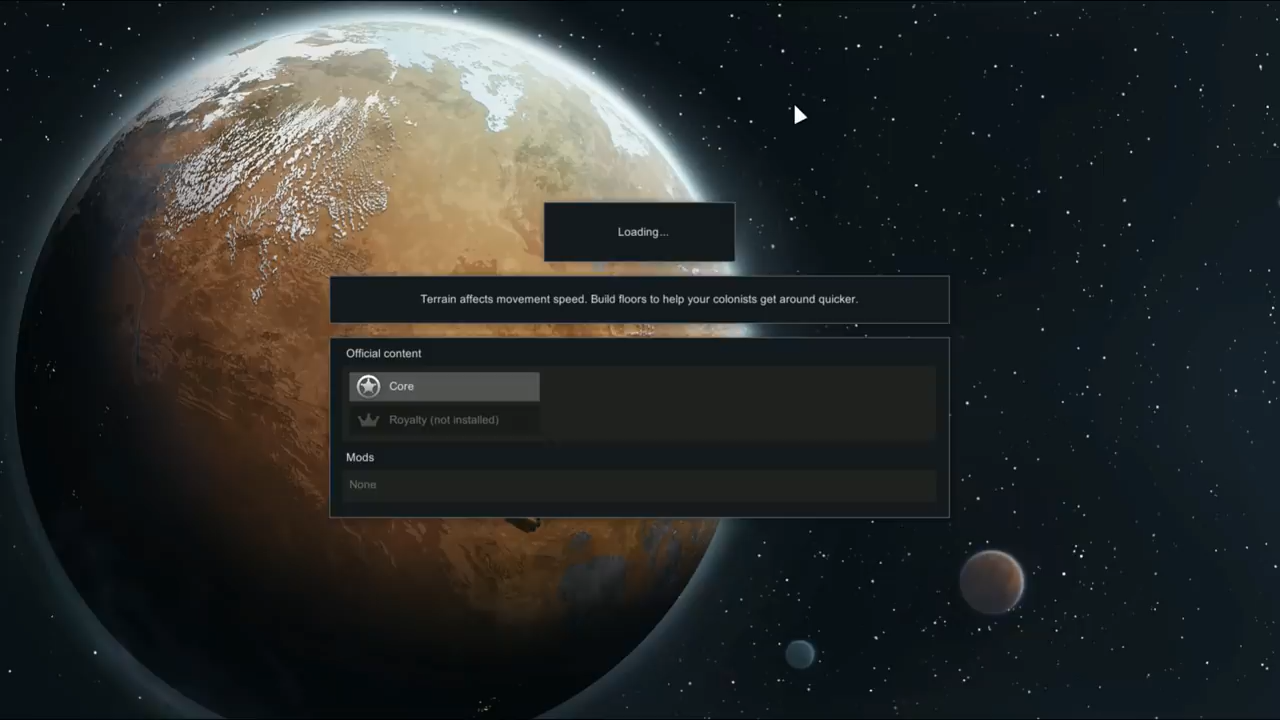 Loading...
Terrain affects movement speed. Build floors to help your colonists get around quicker.
Official content
Core
Royalty (not installed)
Mods
None